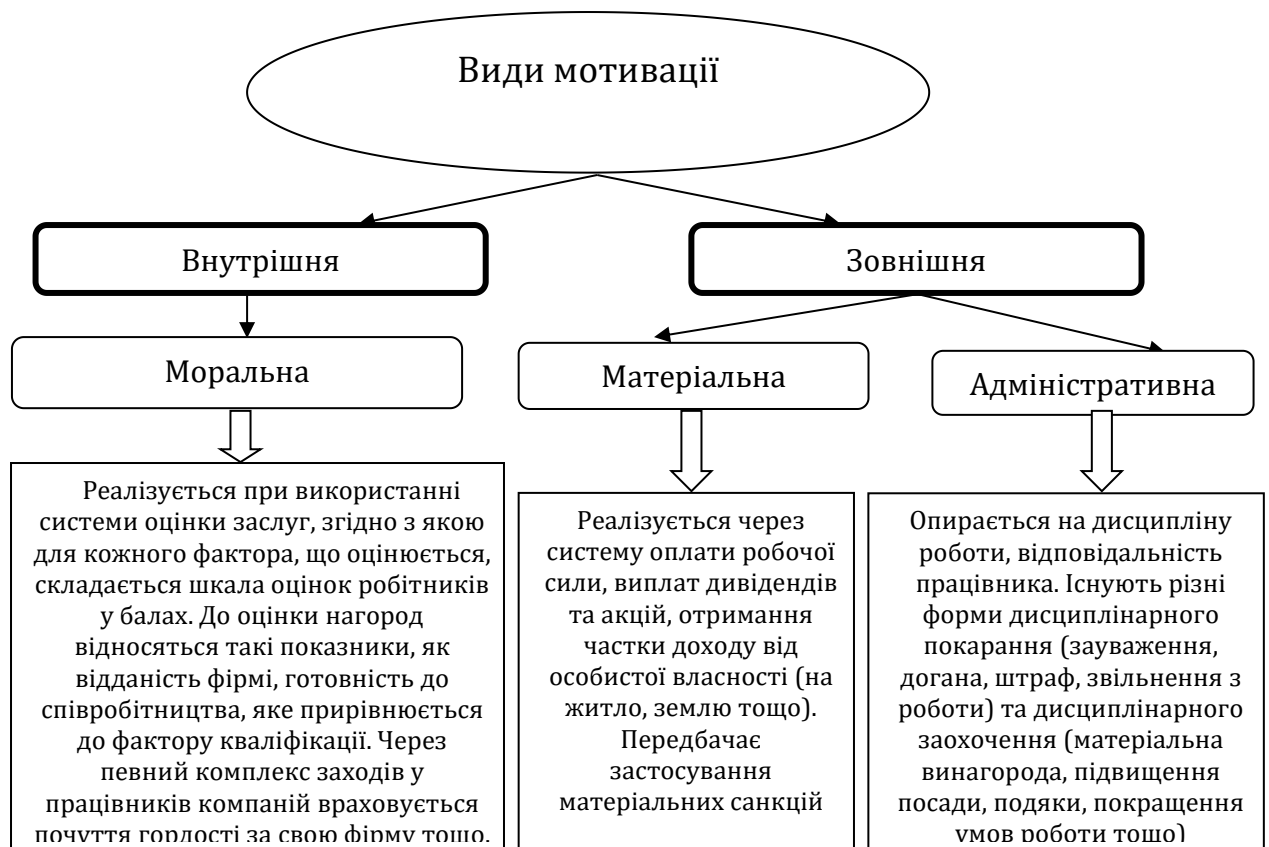 Види мотивації
Внутрішня
Зовнішня
Моральна
Матеріальна
Адміністративна
Реалізується при використанні
системи оцінки заслуг, згідно з якою
для кожного фактора, що оцінюється,
складається шкала оцінок робітників
у балах. До оцінки нагород
відносяться такі показники, як
відданість фірмі, готовність до
співробітництва, яке прирівнюється
до фактору кваліфікації. Через
певний комплекс заходів у
працівників компаній враховується
почуття гордості за свою фірму тощо.
Реалізується через
систему оплати робочої
сили, виплат дивідендів
та акцій, отримання
частки доходу від
особистої власності (на
житло, землю тощо).
Передбачає
застосування
матеріальних санкцій
Опирається на дисципліну
роботи, відповідальність
працівника. Існують різні
форми дисциплінарного
покарання (зауваження,
догана, штраф, звільнення з
роботи) та дисциплінарного
заохочення (матеріальна
винагорода, підвищення
посади, подяки, покращення
умов роботи тощо)